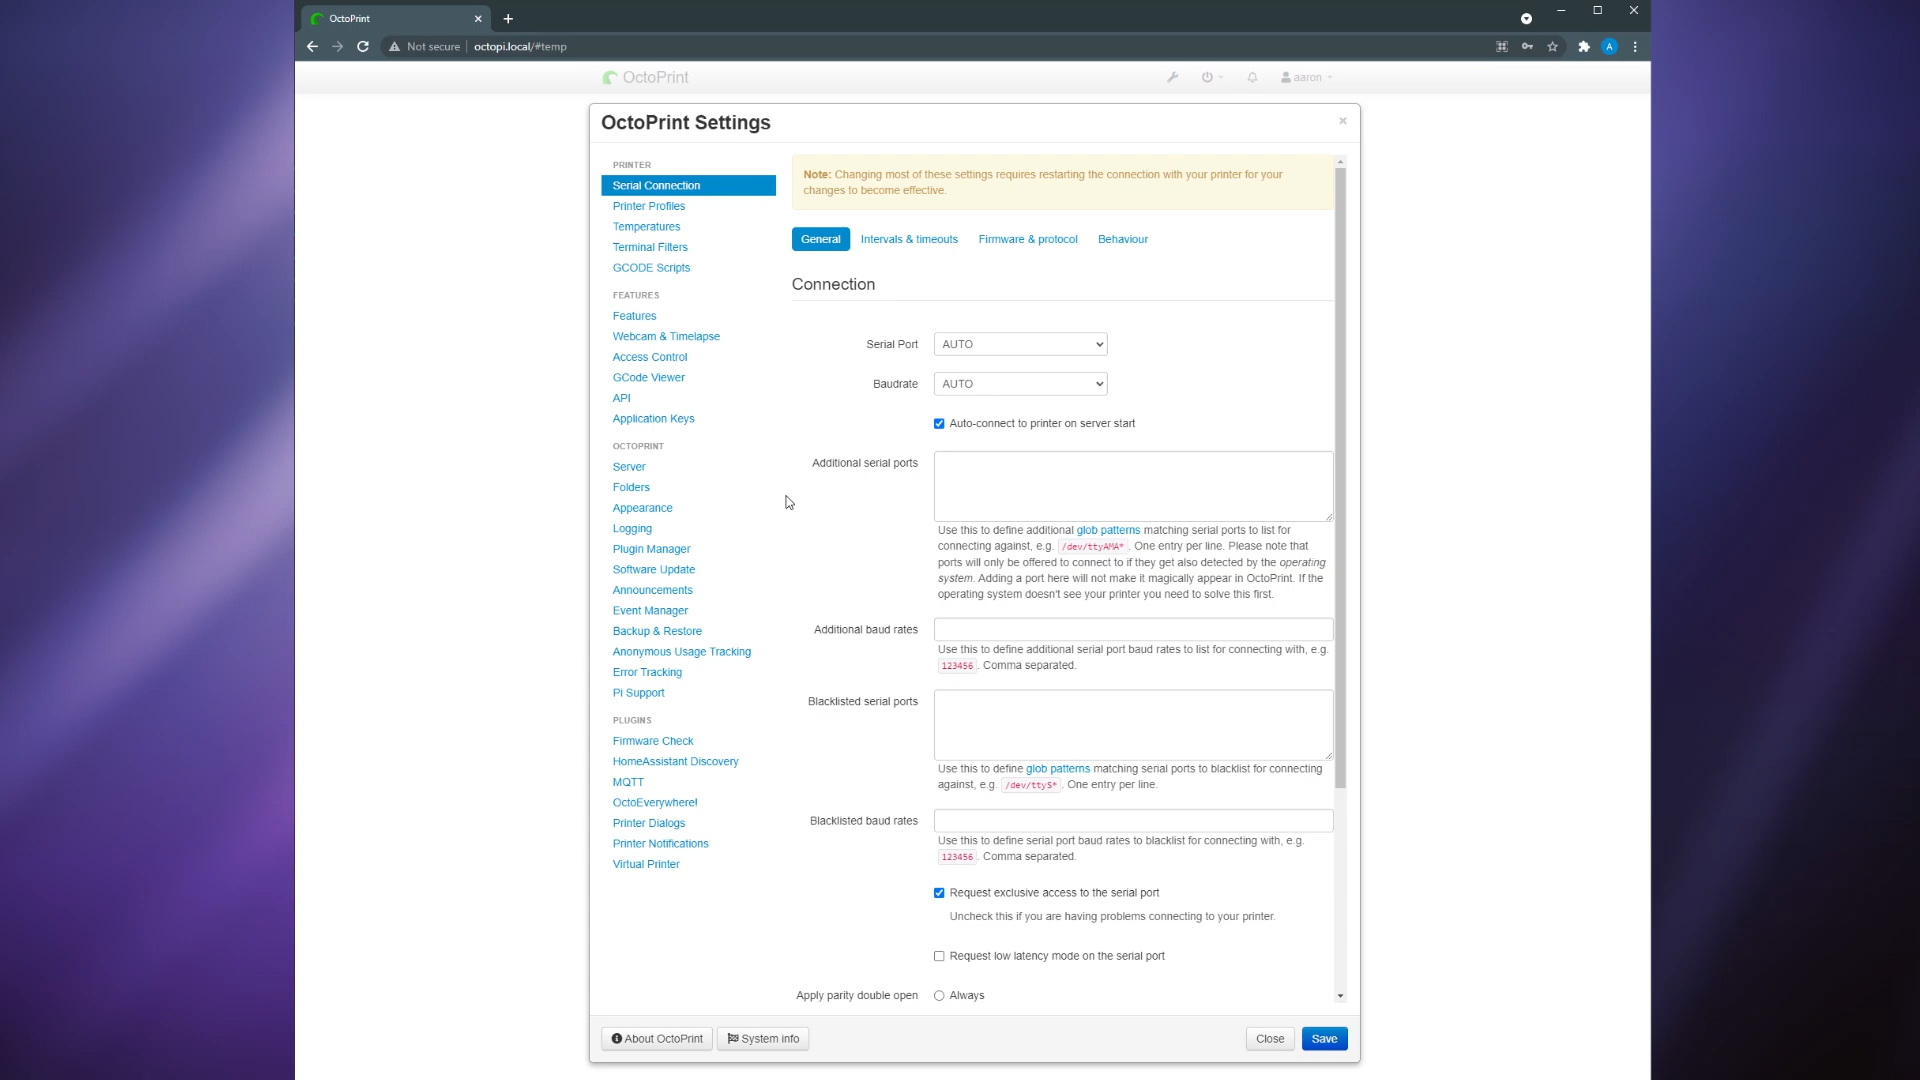 OctoPrint
Not secure
octopi.local/#temp
A
OctoPrint
aaron
OctoPrint Settings
×
PRINTER
Serial Connection
Printer Profiles
Temperatures
Terminal Filters
GCODE Scripts
FEATURES
Features
Webcam & Timelapse
Access Control
GCode Viewer
API
Application Keys
OCTOPRINT
Server
Folders
Appearance
Logging
Plugin Manager
Software Update
Announcements
Event Manager
Backup & Restore
Anonymous Usage Tracking
Error Tracking
Pi Support
PLUGINS
Firmware Check
HomeAssistant Discovery
MQTT
OctoEverywhere!
Printer Dialogs
Printer Notifications
Virtual Printer
Note: Changing most of these settings requires restarting the connection with your printer for your
changes to become effective.
General
Intervals & timeouts
Firmware & protocol
Behaviour
Connection
Serial Port
AUTO
Baudrate
AUTO
Auto-connect to printer on server start
Additional serial ports
Use this to define additional glob patterns matching serial ports to list for
connecting against, e.g. /dev/ttyAMA* . One entry per line. Please note that
ports will only be offered to connect to if they get also detected by the operating
system. Adding a port here will not make it magically appear in OctoPrint. If the
operating system doesn't see your printer you need to solve this first.
Additional baud rates
Use this to define additional serial port baud rates to list for connecting with, e.g.
123456 . Comma separated.
Blacklisted serial ports
Use this to define glob patterns matching serial ports to blacklist for connecting
against, e.g. /dev/ttyS* . One entry per line.
Blacklisted baud rates
Use this to define serial port baud rates to blacklist for connecting with, e.g.
123456 . Comma separated.
Request exclusive access to the serial port
Uncheck this if you are having problems connecting to your printer.
Request low latency mode on the serial port
Apply parity double open
Always
About OctoPrint
System info
Close
Save